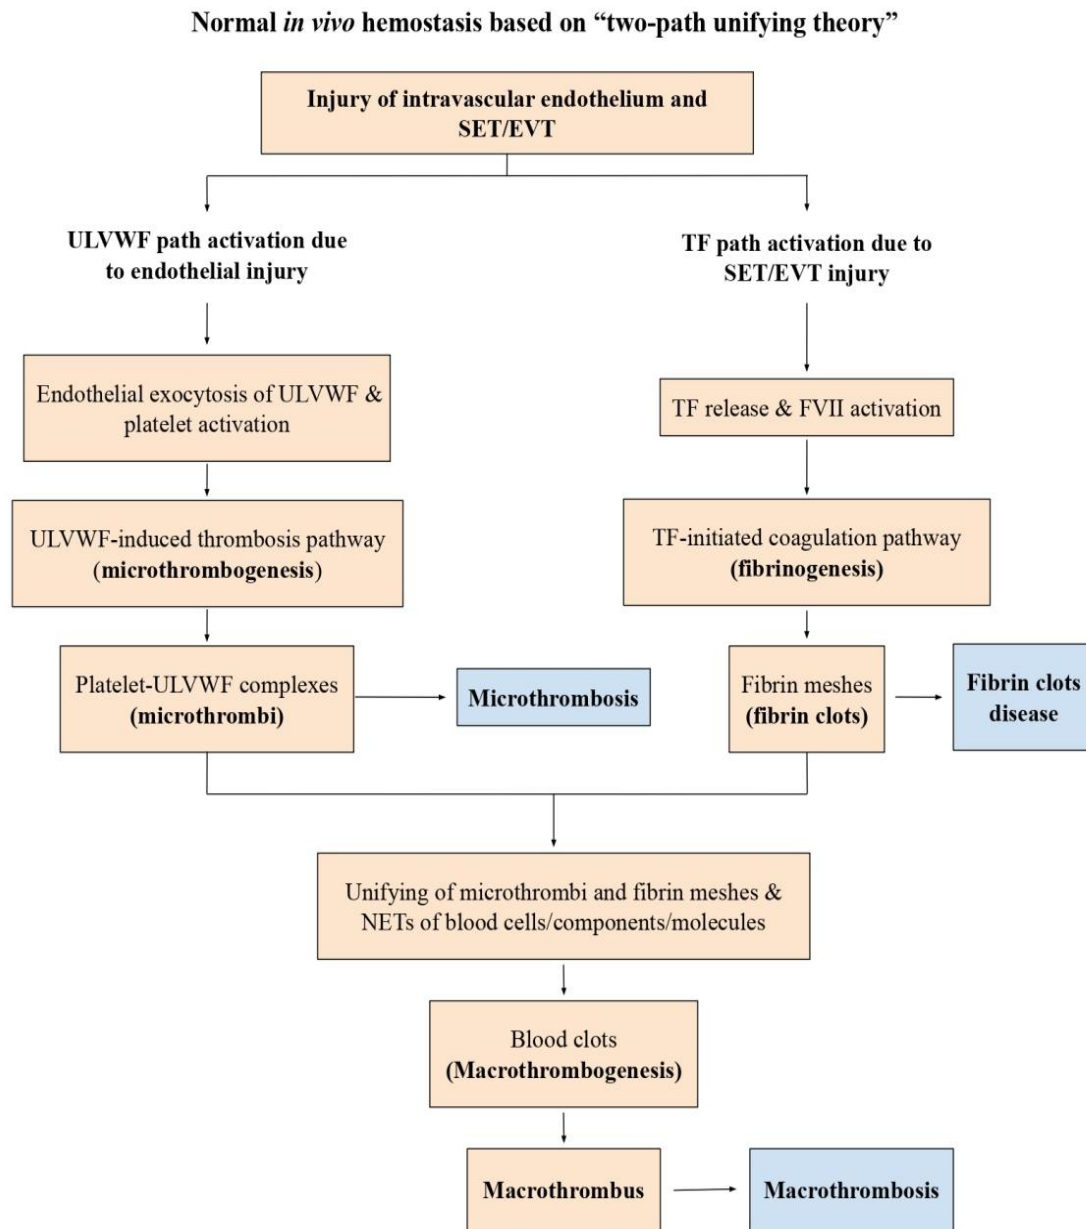 Normal in vivo hemostasis based on “two-path unifying theory”
Injury of intravascular endothelium and
SET/EVT
ULVWF path activation due
to endothelial injury
TF path activation due to
SET/EVT injury
Endothelial exocytosis of ULVWF &
platelet activation
TF release & FVII activation
ULVWF-induced thrombosis pathway
(microthrombogenesis)
TF-initiated coagulation pathway
(fibrinogenesis)
Platelet-ULVWF complexes
(microthrombi)
Microthrombosis
Fibrin meshes
(fibrin clots)
Fibrin clots
disease
Unifying of microthrombi and fibrin meshes &
NETs of blood cells/components/molecules
Blood clots
(Macrothrombogenesis)
Macrothrombus
Macrothrombosis